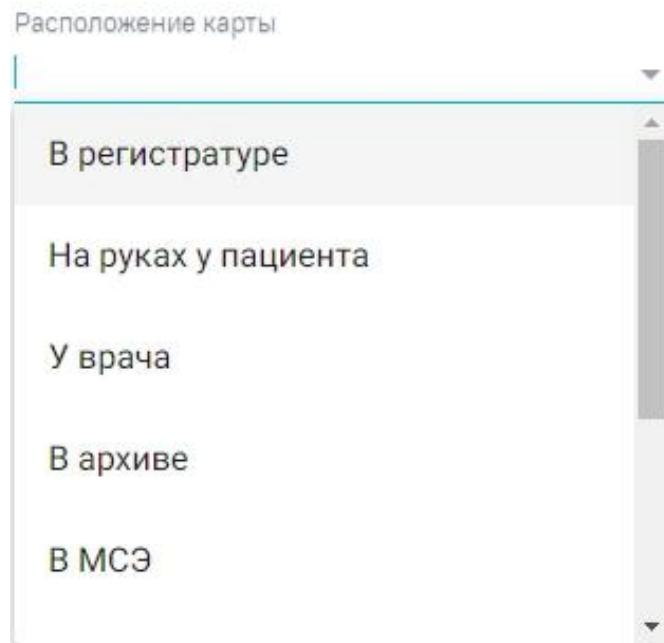 Расположение карты
В регистратуре
На руках у пациента
У врача
В архиве
В МСЭ